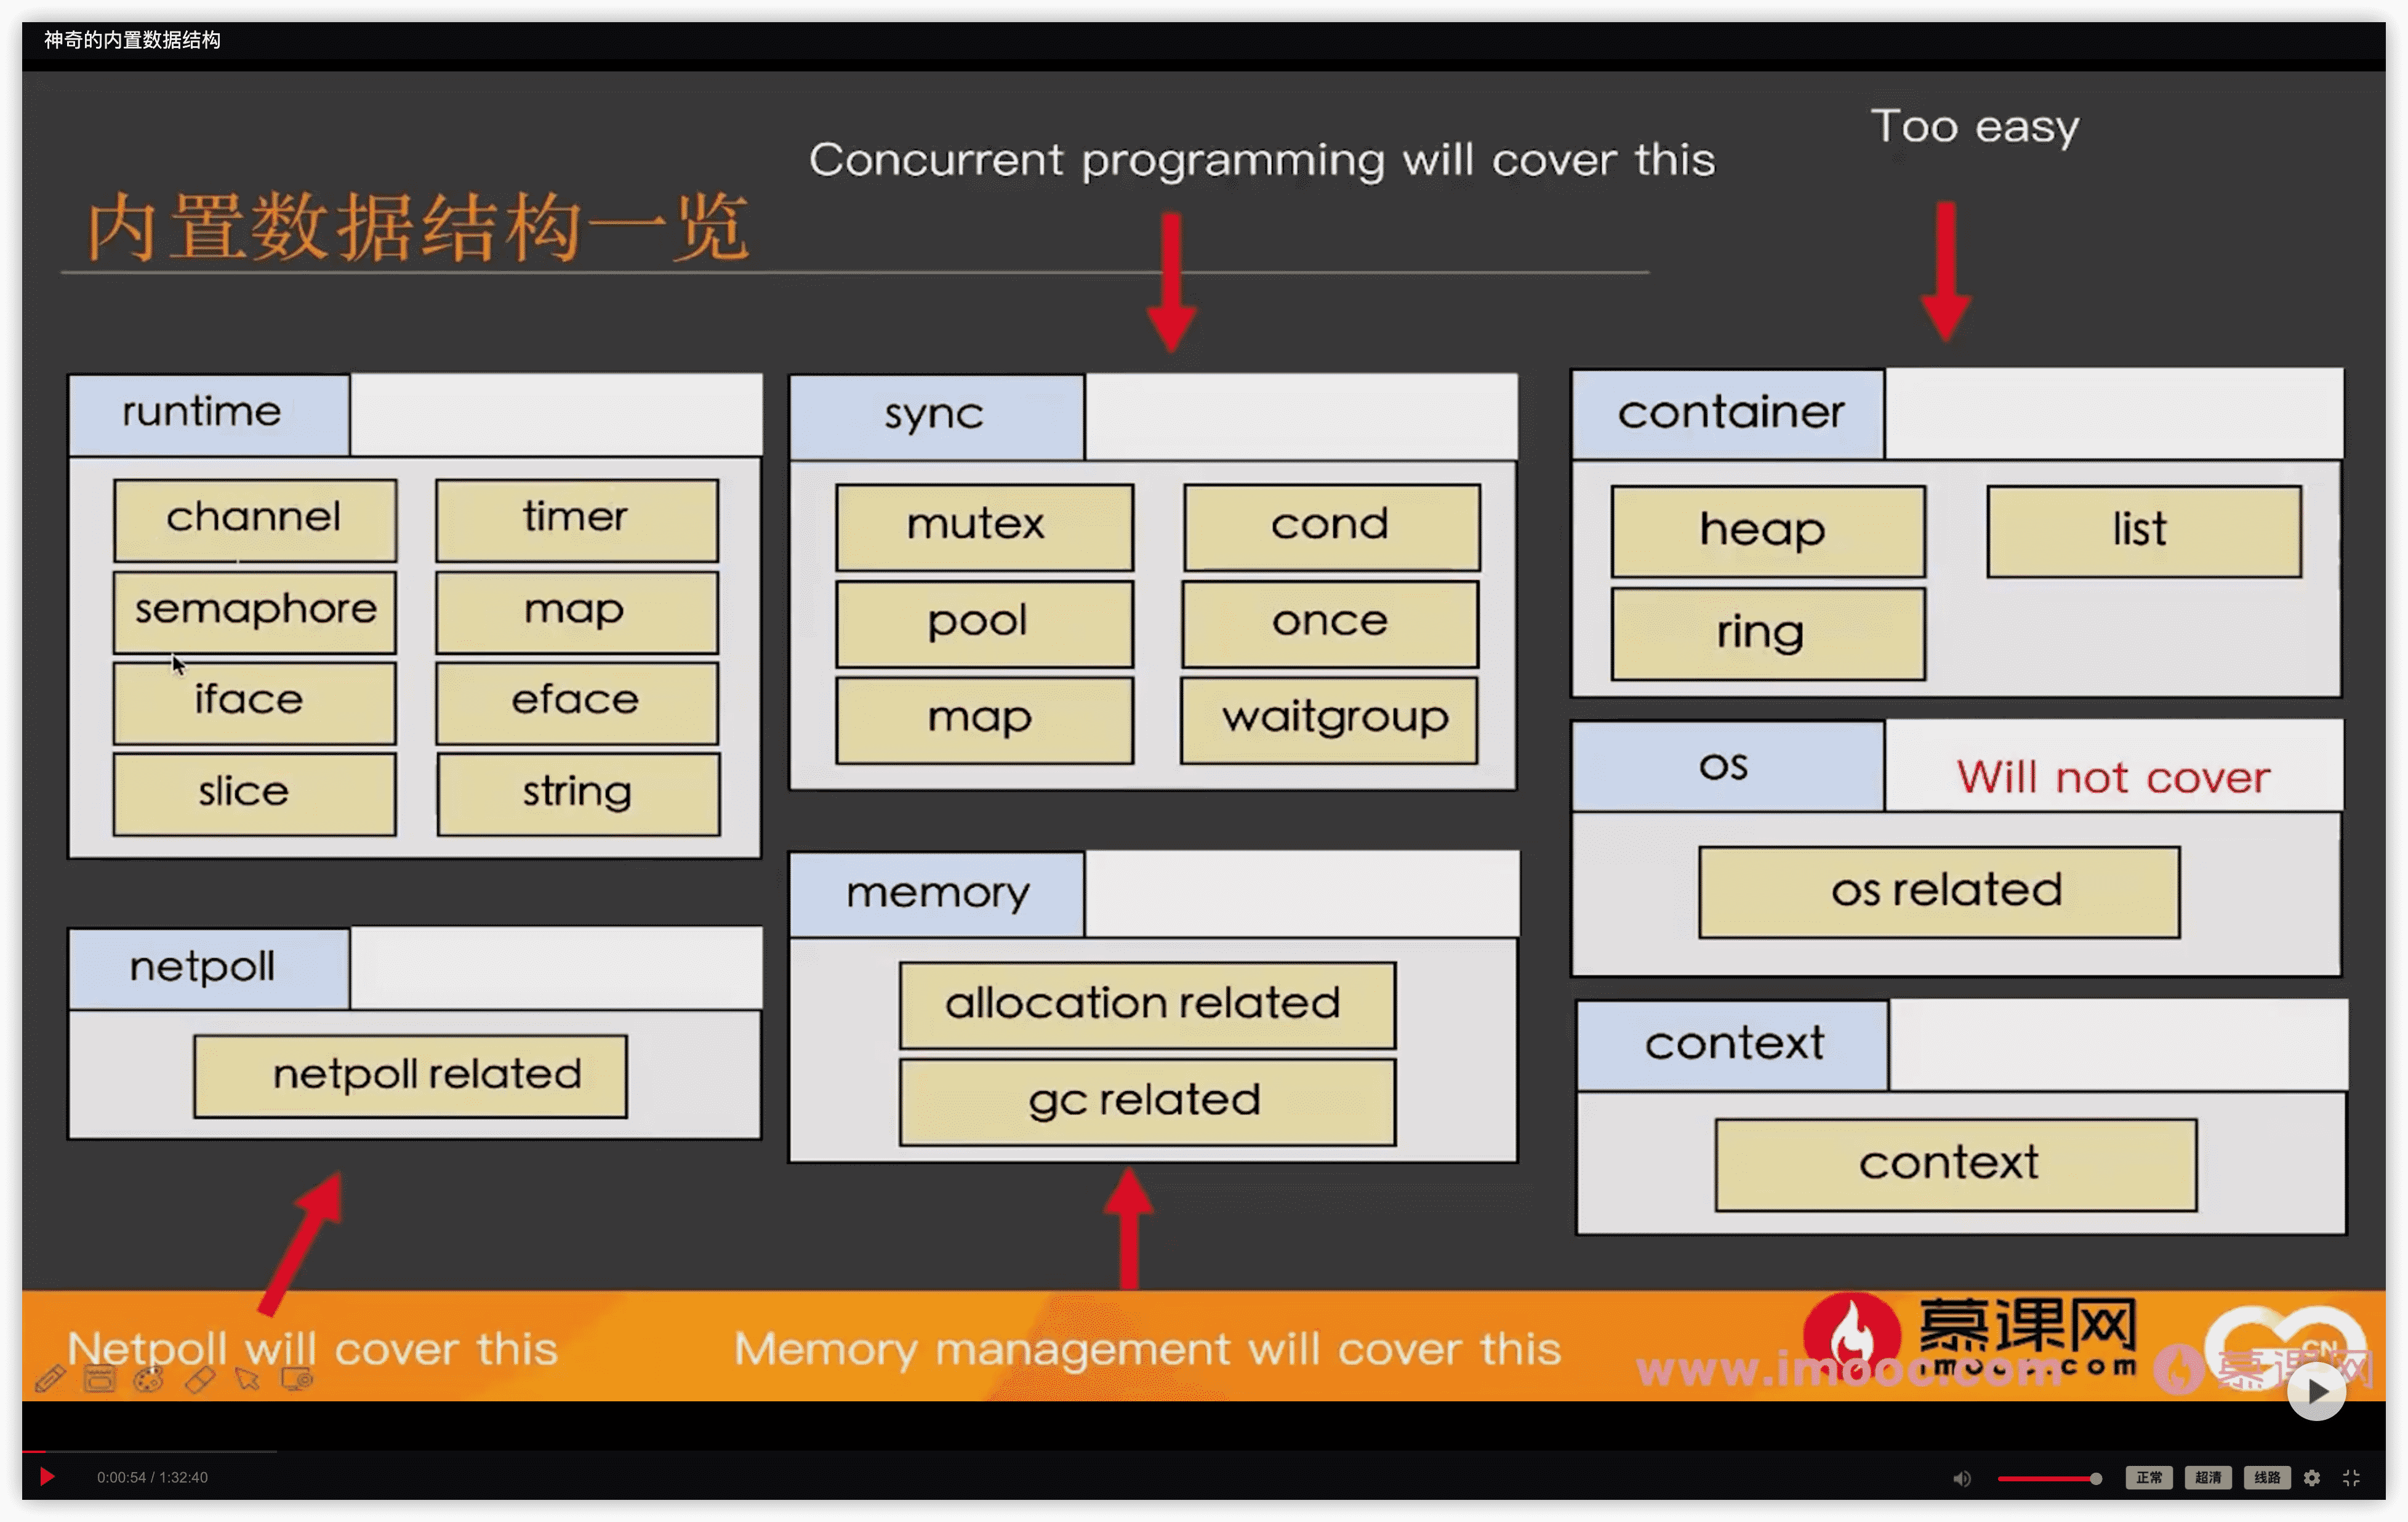 神奇的内置数据结构
Too easy
Concurrent programming will cover this
内置数据结构一览
runtime
channel
timer
semaphore
map
iface
eface
slice
string
sync
mutex
cond
pool
once
map
waitgroup
container
heap
list
ring
os
Will not cover
os related
netpoll
netpoll related
memory
allocation related
gc related
context
context
Netpoll will cover this
Memory management will cover this
慕课网
imooc.com
www.imooc.com
慕课网
CN
0:00:54 / 1:32:40
正常
超清
线路